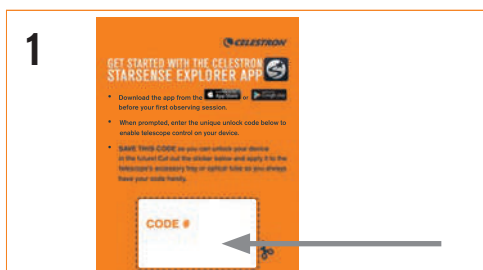 1
CELESTRON
GET STARTED WITH THE CELESTRON
STARSENSE EXPLORER APP
• Download the app from the App Store or Google Play
before your first observing session.
• When prompted, enter the unique unlock code below to
enable telescope control on your device.
• SAVE THIS CODE so you can unlock your device
in the future! Cut out the sticker below and apply it to the
telescope's accessory tray or optical tube so you always
have your code handy.
CODE #